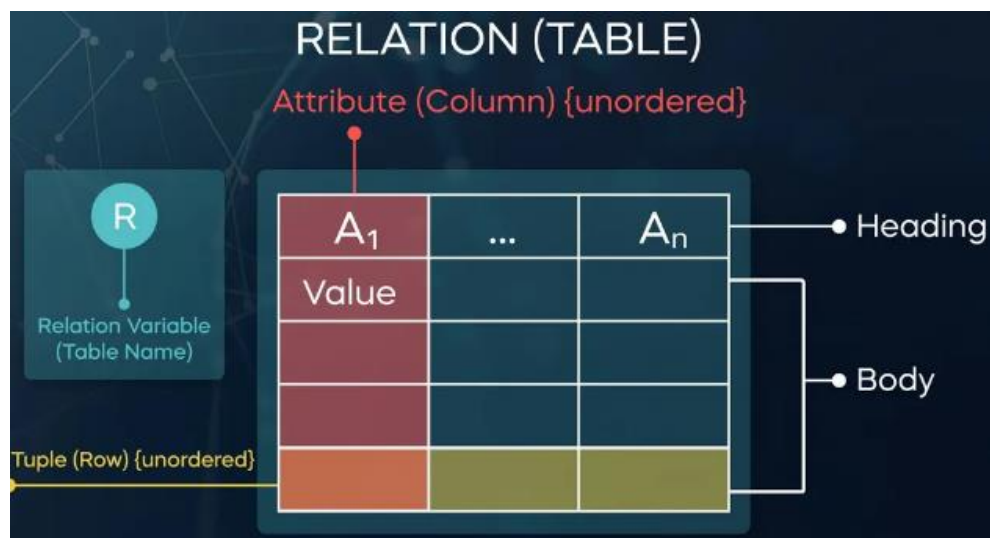 RELATION (TABLE)
Attribute (Column) {unordered}
R
Relation Variable
(Table Name)
A₁ ... Aₙ
Heading
Value
Body
Tuple (Row) {unordered}